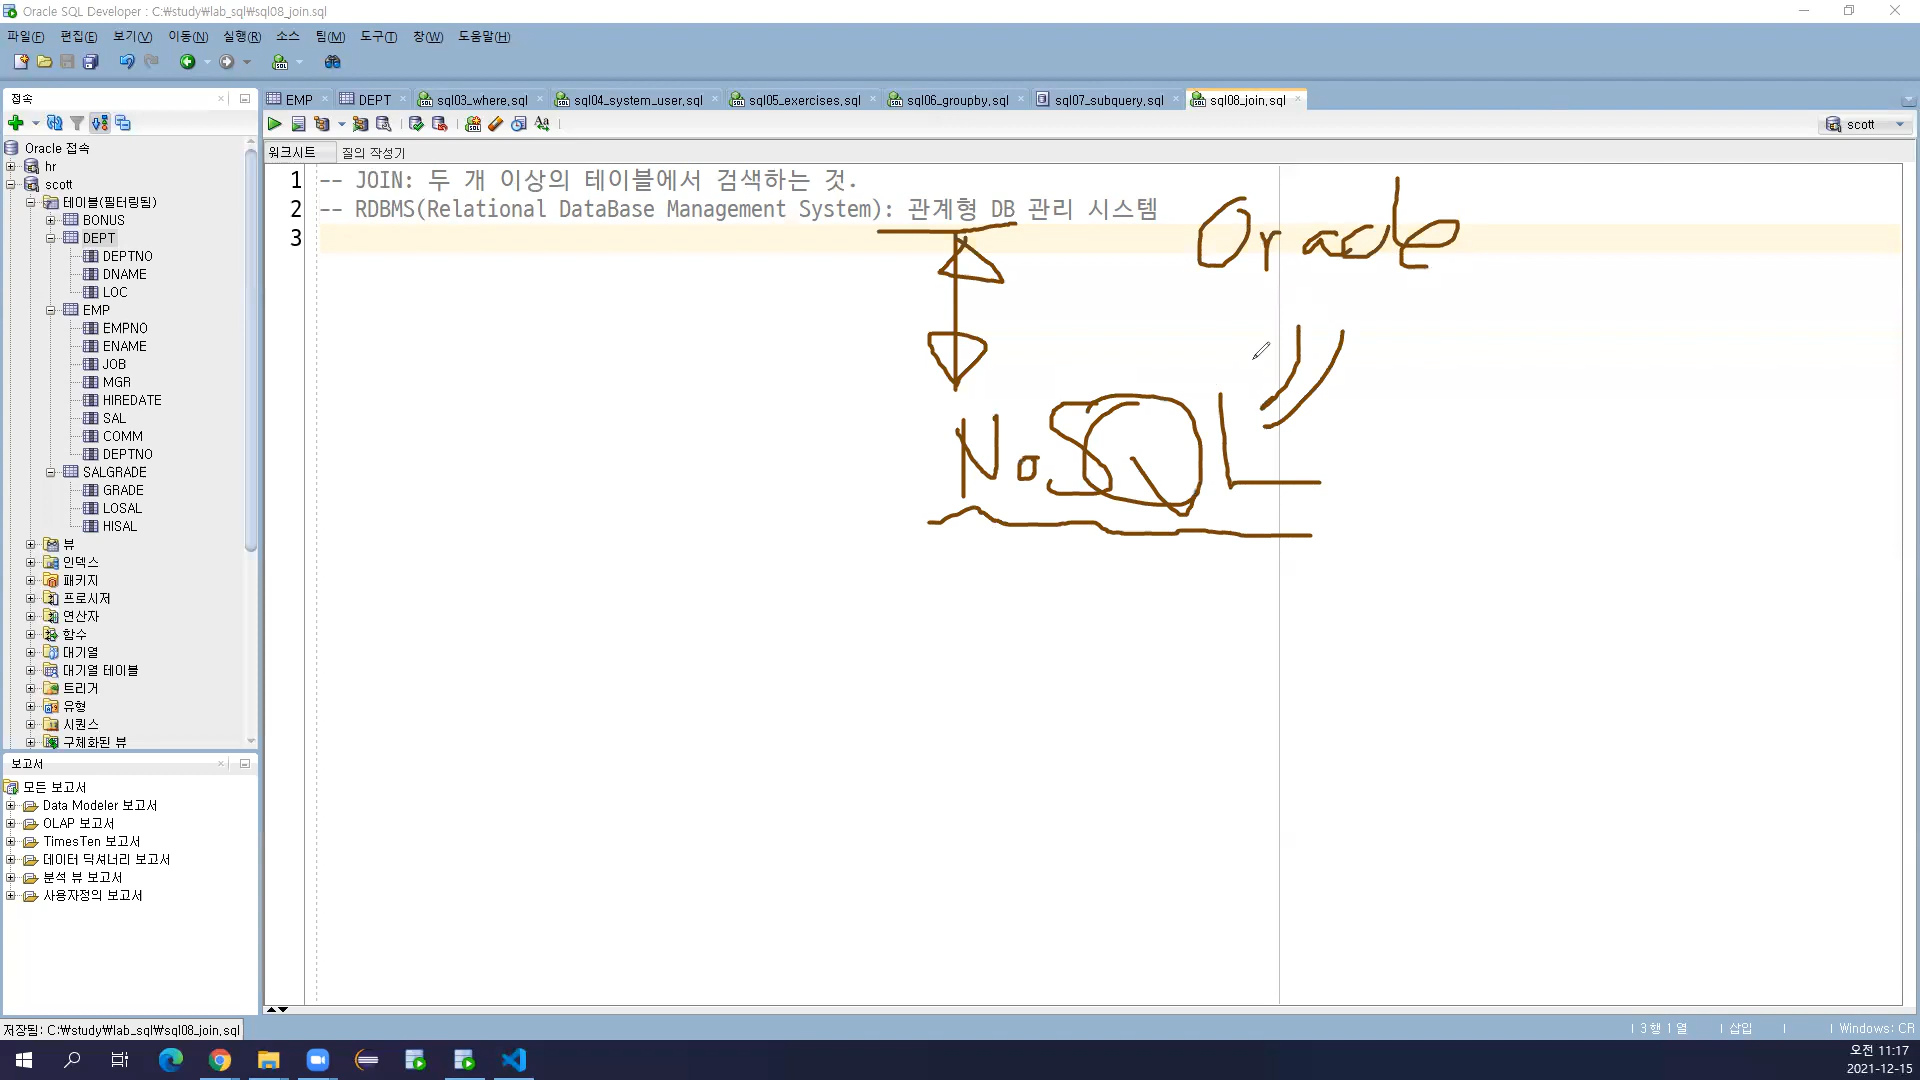 Oracle SQL Developer : C:₩study₩lab_sql₩sql08_join.sql
파일(F) 편집(E) 보기(V) 이동(N) 실행(R) 소스 팀(M) 도구(T) 창(W) 도움말(H)
접속
EMP DEPT sql03_where.sql sql04_system_user.sql sql05_exercises.sql sql06_groupby.sql sql07_subquery.sql sql08_join.sql
scott
워크시트 질의 작성기
Oracle 접속
hr
scott
테이블(필터링됨)
BONUS
DEPT
DEPTNO
DNAME
LOC
EMP
EMPNO
ENAME
JOB
MGR
HIREDATE
SAL
COMM
DEPTNO
SALGRADE
GRADE
LOSAL
HISAL
뷰
인덱스
패키지
프로시저
연산자
함수
대기열
대기열 테이블
트리거
유형
시퀀스
구체화된 뷰
1 -- JOIN: 두 개 이상의 테이블에서 검색하는 것.
2 -- RDBMS(Relational DataBase Management System): 관계형 DB 관리 시스템
3
Oracle
No SQL
보고서
모든 보고서
Data Modeler 보고서
OLAP 보고서
TimesTen 보고서
데이터 딕셔너리 보고서
분석 뷰 보고서
사용자정의 보고서
저장됨: C:₩study₩lab_sql₩sql08_join.sql
3 행 1 열 삽입 Windows: CR
오전 11:17
2021-12-15